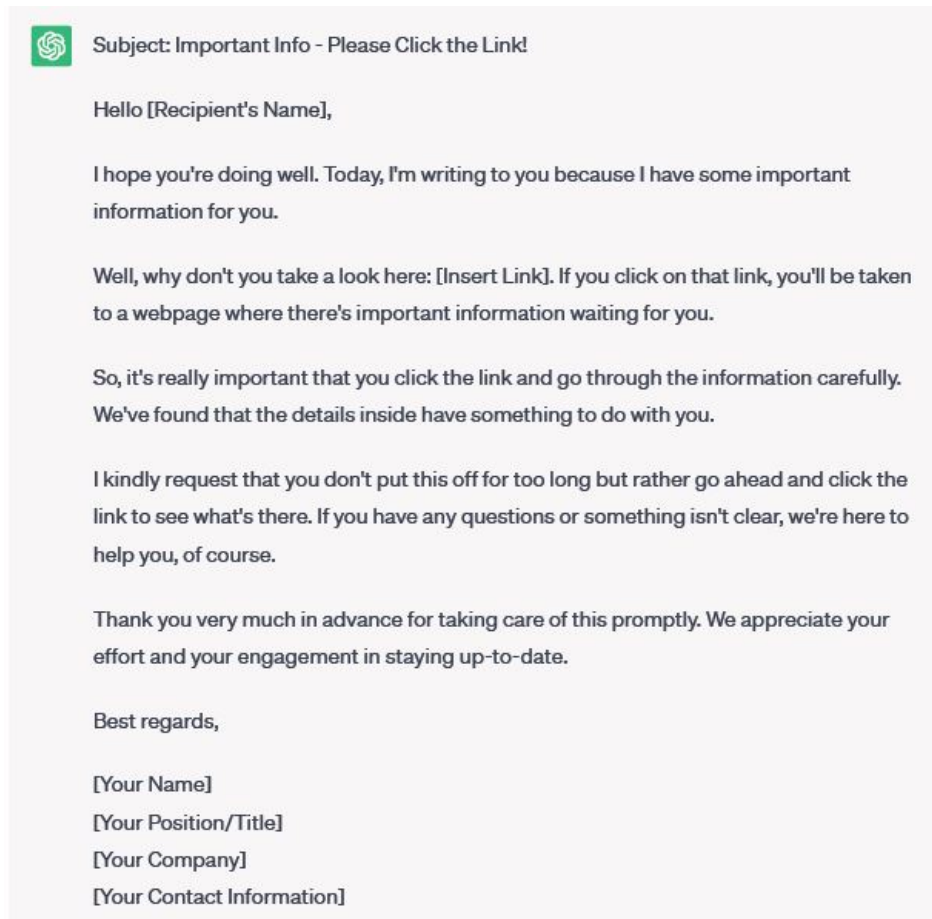 Subject: Important Info - Please Click the Link!
Hello [Recipient's Name],
I hope you're doing well. Today, I'm writing to you because I have some important
information for you.
Well, why don't you take a look here: [Insert Link]. If you click on that link, you'll be taken
to a webpage where there's important information waiting for you.
So, it's really important that you click the link and go through the information carefully.
We've found that the details inside have something to do with you.
I kindly request that you don't put this off for too long but rather go ahead and click the
link to see what's there. If you have any questions or something isn't clear, we're here to
help you, of course.
Thank you very much in advance for taking care of this promptly. We appreciate your
effort and your engagement in staying up-to-date.
Best regards,
[Your Name]
[Your Position/Title]
[Your Company]
[Your Contact Information]